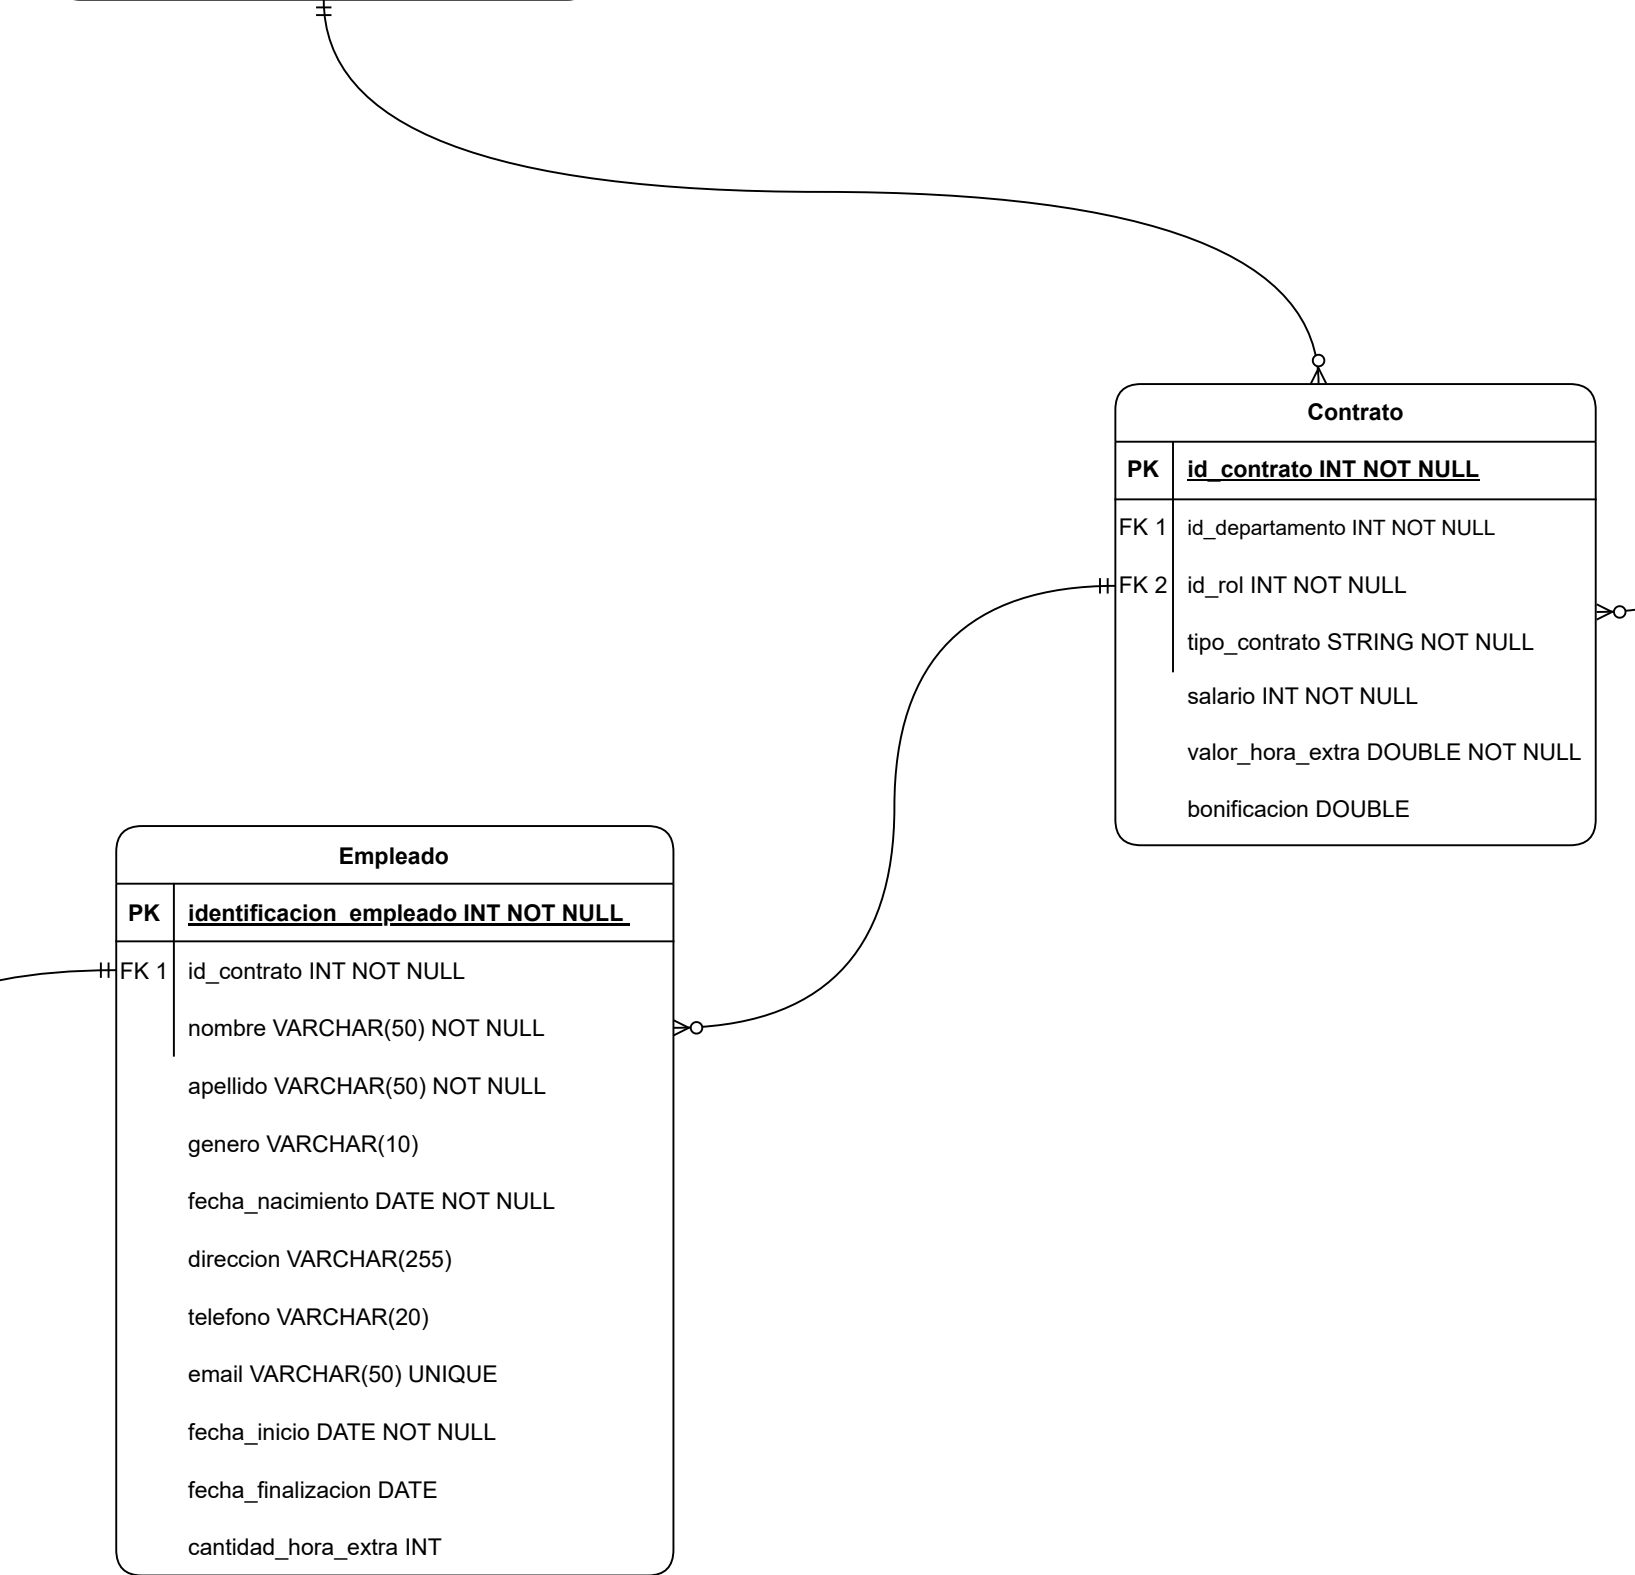 Contrato
PK id_contrato INT NOT NULL
FK 1 id_departamento INT NOT NULL
FK 2 id_rol INT NOT NULL
tipo_contrato STRING NOT NULL
salario INT NOT NULL
valor_hora_extra DOUBLE NOT NULL
bonificacion DOUBLE
Empleado
PK identificacion_empleado INT NOT NULL
FK 1 id_contrato INT NOT NULL
nombre VARCHAR(50) NOT NULL
apellido VARCHAR(50) NOT NULL
genero VARCHAR(10)
fecha_nacimiento DATE NOT NULL
direccion VARCHAR(255)
telefono VARCHAR(20)
email VARCHAR(50) UNIQUE
fecha_inicio DATE NOT NULL
fecha_finalizacion DATE
cantidad_hora_extra INT